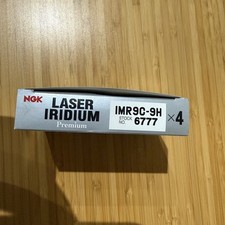 NGK LASER IRIDIUM Premium
IMR9C-9H
STOCK NO 6777
×4